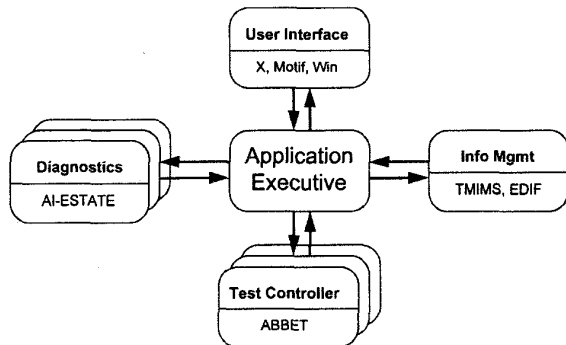 User Interface
X, Motif, Win
Diagnostics
AI-ESTATE
Application
Executive
Info Mgmt
TMIMS, EDIF
Test Controller
ABBET